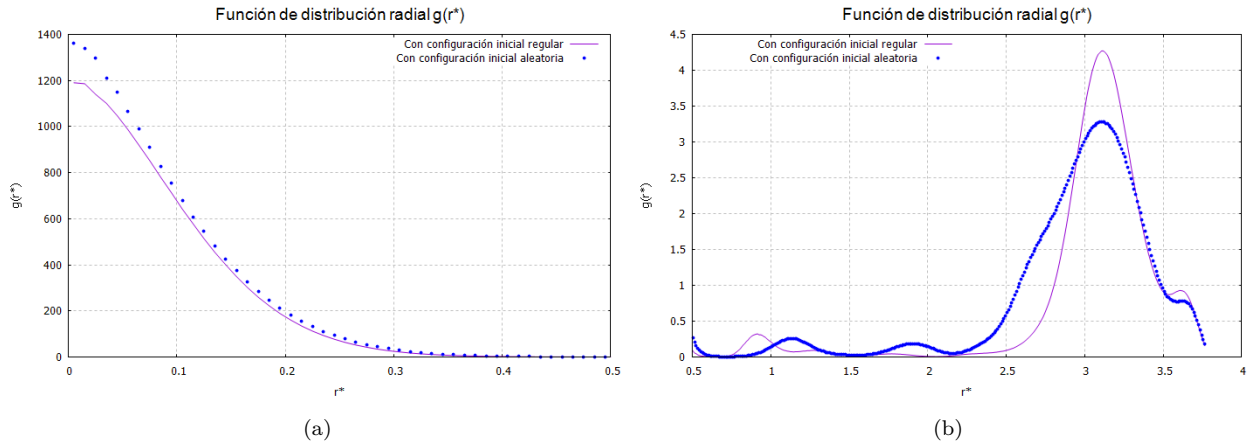 Función de distribución radial g(r*)
Con configuración inicial regular
Con configuración inicial aleatoria
g(r*)
1400
1200
1000
800
600
400
200
0
0
0.1
0.2
0.3
0.4
0.5
r*
(a)
Función de distribución radial g(r*)
Con configuración inicial regular
Con configuración inicial aleatoria
g(r*)
4.5
4
3.5
3
2.5
2
1.5
1
0.5
0
0.5
1
1.5
2
2.5
3
3.5
4
r*
(b)